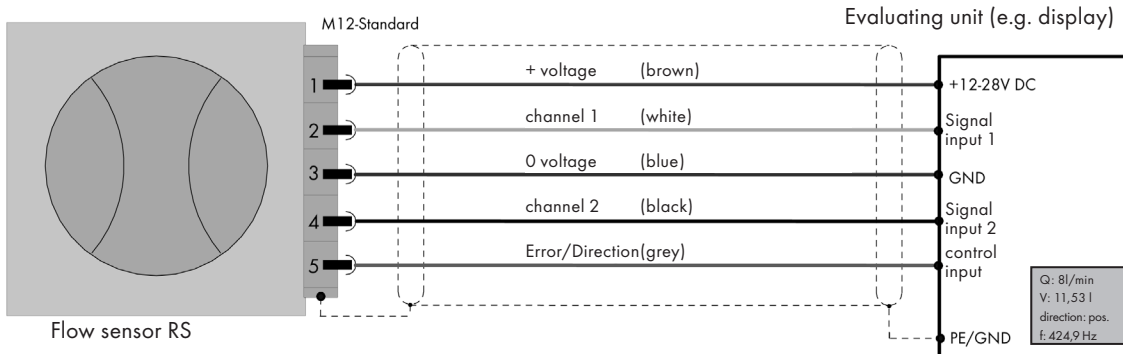 Evaluating unit (e.g. display)
M12-Standard
1 + voltage (brown) +12-28V DC
2 channel 1 (white) Signal
input 1
3 0 voltage (blue) GND
4 channel 2 (black) Signal
input 2
5 Error/Direction(grey) control
input
Q: 8l/min
V: 11,53 l
direction: pos.
f: 424,9 Hz
Flow sensor RS
PE/GND